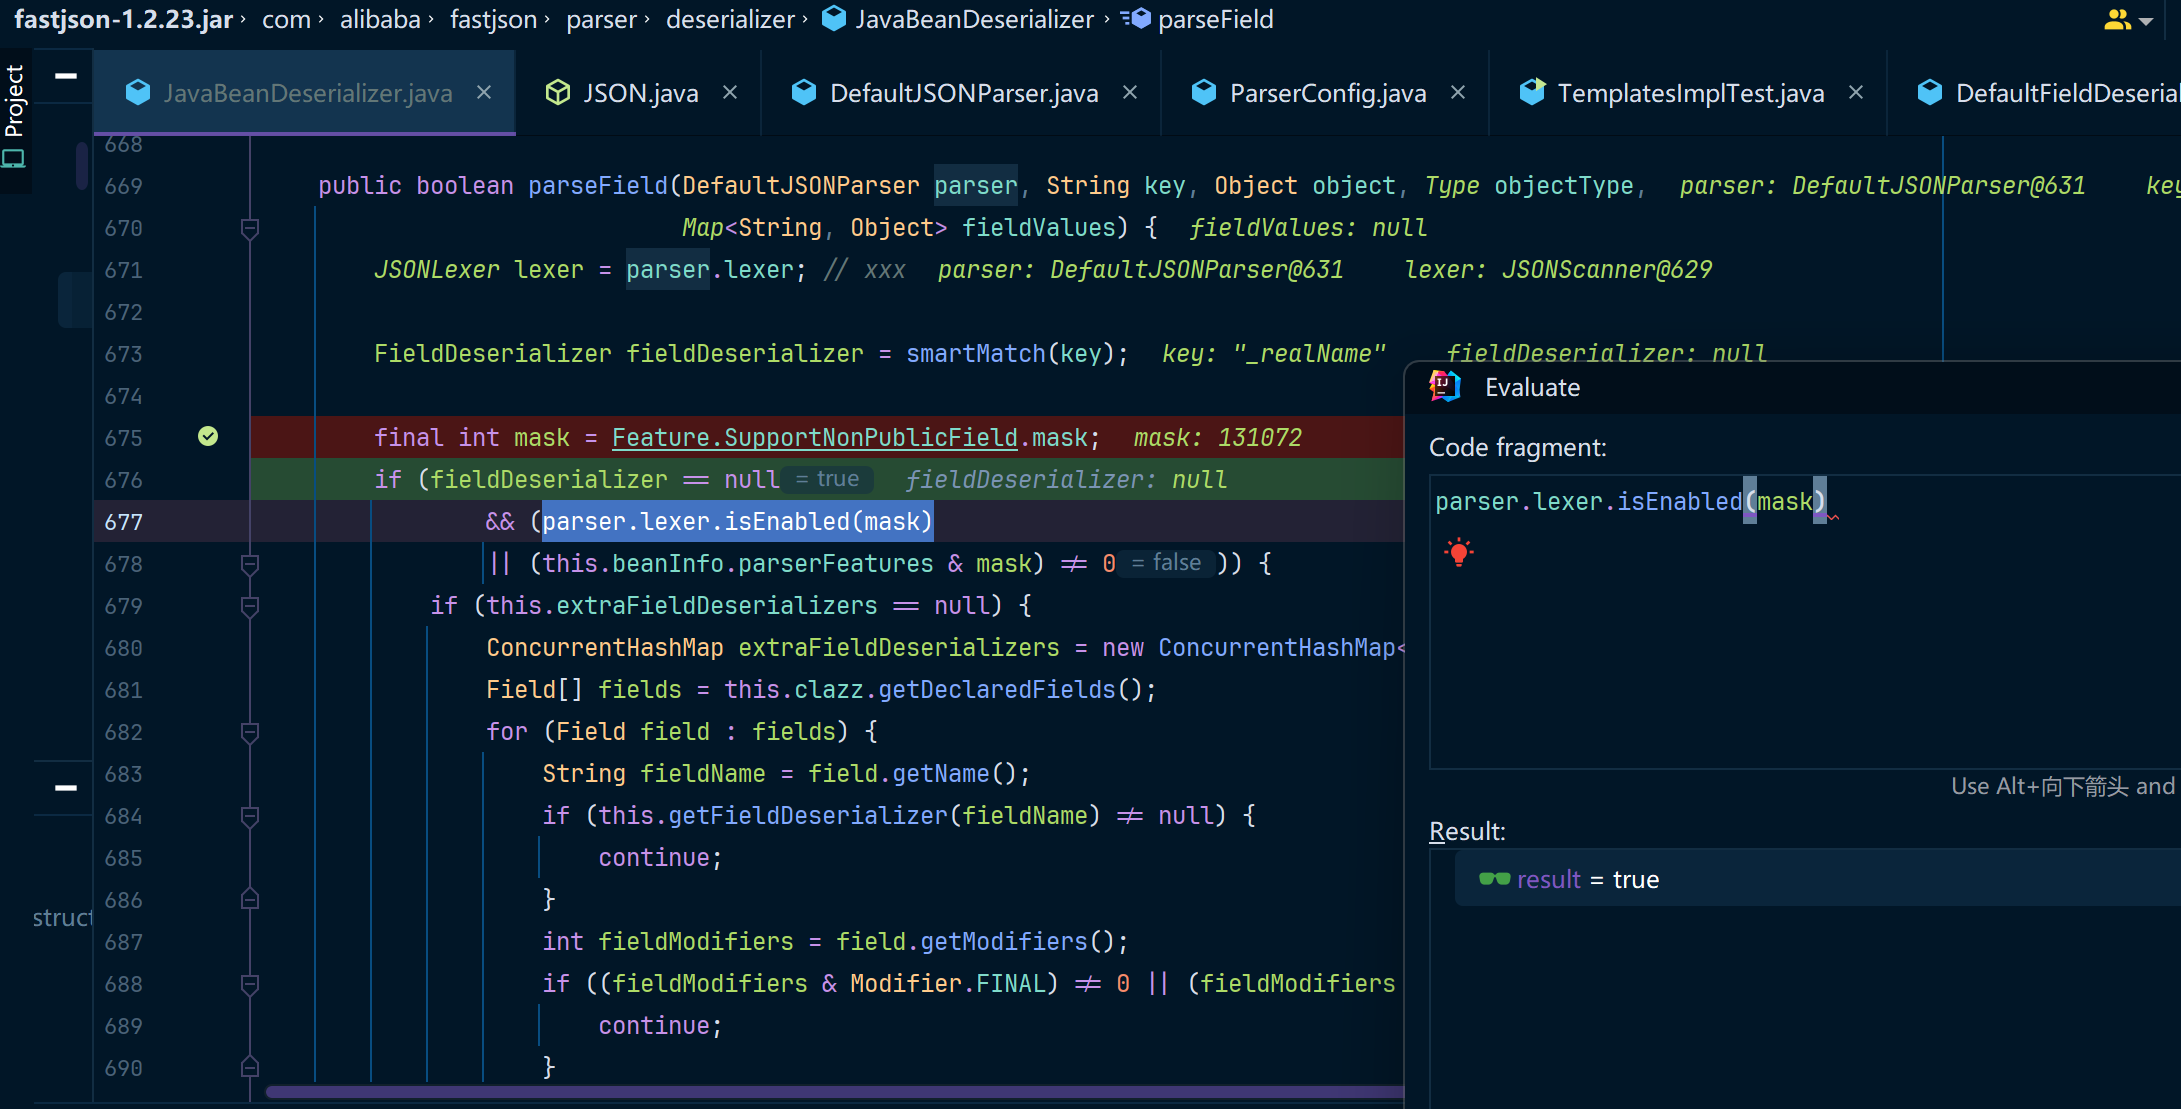 fastjson-1.2.23.jar › com › alibaba › fastjson › parser › deserializer › JavaBeanDeserializer › parseField
Project
JavaBeanDeserializer.java × JSON.java × DefaultJSONParser.java × ParserConfig.java × TemplatesImplTest.java × DefaultFieldDeserial
668
669 public boolean parseField(DefaultJSONParser parser, String key, Object object, Type objectType, parser: DefaultJSONParser@631 key
670 Map<String, Object> fieldValues) { fieldValues: null
671 JSONLexer lexer = parser.lexer; // xxx parser: DefaultJSONParser@631 lexer: JSONScanner@629
672
673 FieldDeserializer fieldDeserializer = smartMatch(key); key: "_realName" fieldDeserializer: null
674
675 final int mask = Feature.SupportNonPublicField.mask; mask: 131072
676 if (fieldDeserializer == null = true fieldDeserializer: null
677 && (parser.lexer.isEnabled(mask)
678 || (this.beanInfo.parserFeatures & mask) != 0 = false )) {
679 if (this.extraFieldDeserializers == null) {
680 ConcurrentHashMap extraFieldDeserializers = new ConcurrentHashMap<
681 Field[] fields = this.clazz.getDeclaredFields();
682 for (Field field : fields) {
683 String fieldName = field.getName();
684 if (this.getFieldDeserializer(fieldName) != null) {
685 continue;
686 }
687 int fieldModifiers = field.getModifiers();
688 if ((fieldModifiers & Modifier.FINAL) != 0 || (fieldModifiers
689 continue;
690 }
struct
Evaluate
Code fragment:
parser.lexer.isEnabled(mask)
Use Alt+向下箭头 and
Result:
result = true